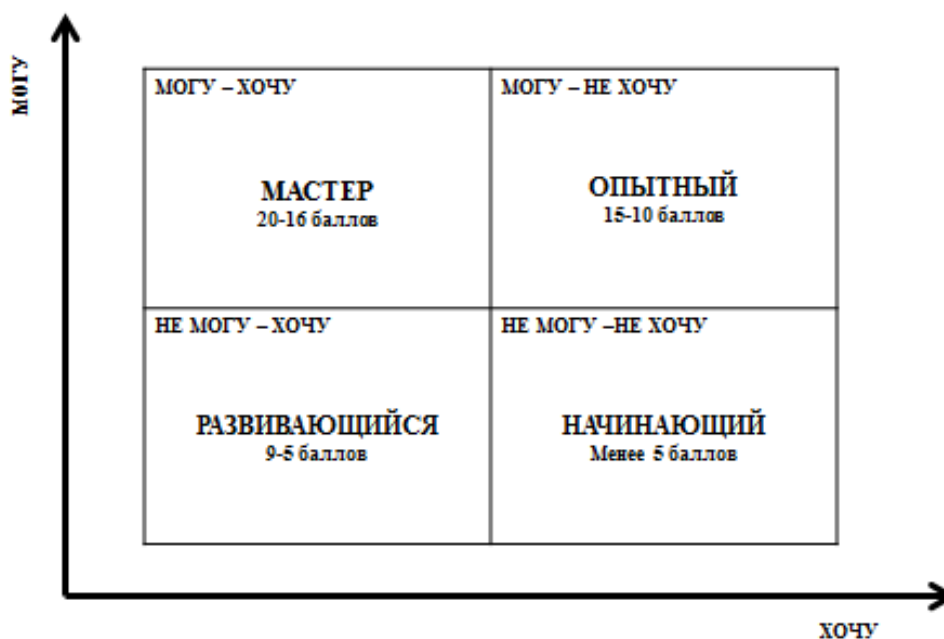 МОГУ
МОГУ – ХОЧУ
МАСТЕР
20-16 баллов
МОГУ – НЕ ХОЧУ
ОПЫТНЫЙ
15-10 баллов
НЕ МОГУ – ХОЧУ
РАЗВИВАЮЩИЙСЯ
9-5 баллов
НЕ МОГУ –НЕ ХОЧУ
НАЧИНАЮЩИЙ
Менее 5 баллов
ХОЧУ